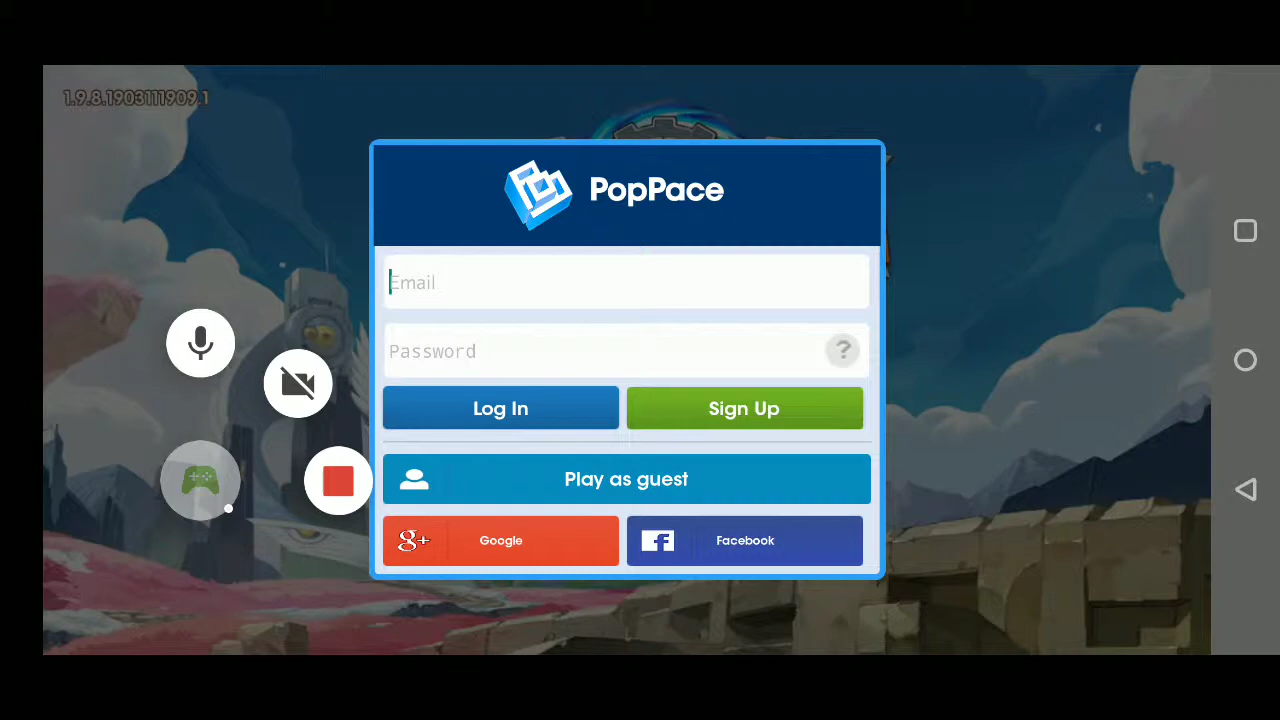 1.9.8.1903111909.1
PopPace
Email
Password
?
Log In
Sign Up
Play as guest
g+ Google
f Facebook